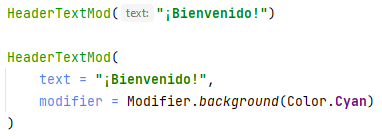 HeaderTextMod( text: "¡Bienvenido!")
HeaderTextMod(
text = "¡Bienvenido!",
modifier = Modifier.background(Color.Cyan)
)